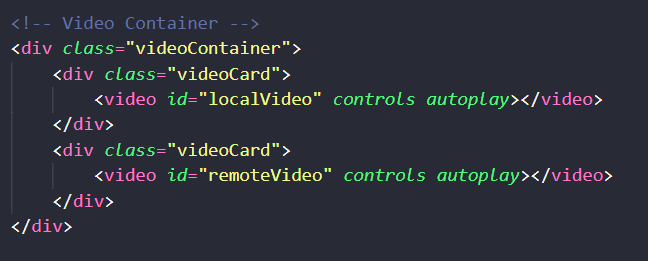 <!-- Video Container -->
<div class="videoContainer">
    <div class="videoCard">
        <video id="localVideo" controls autoplay></video>
    </div>
    <div class="videoCard">
        <video id="remoteVideo" controls autoplay></video>
    </div>
</div>